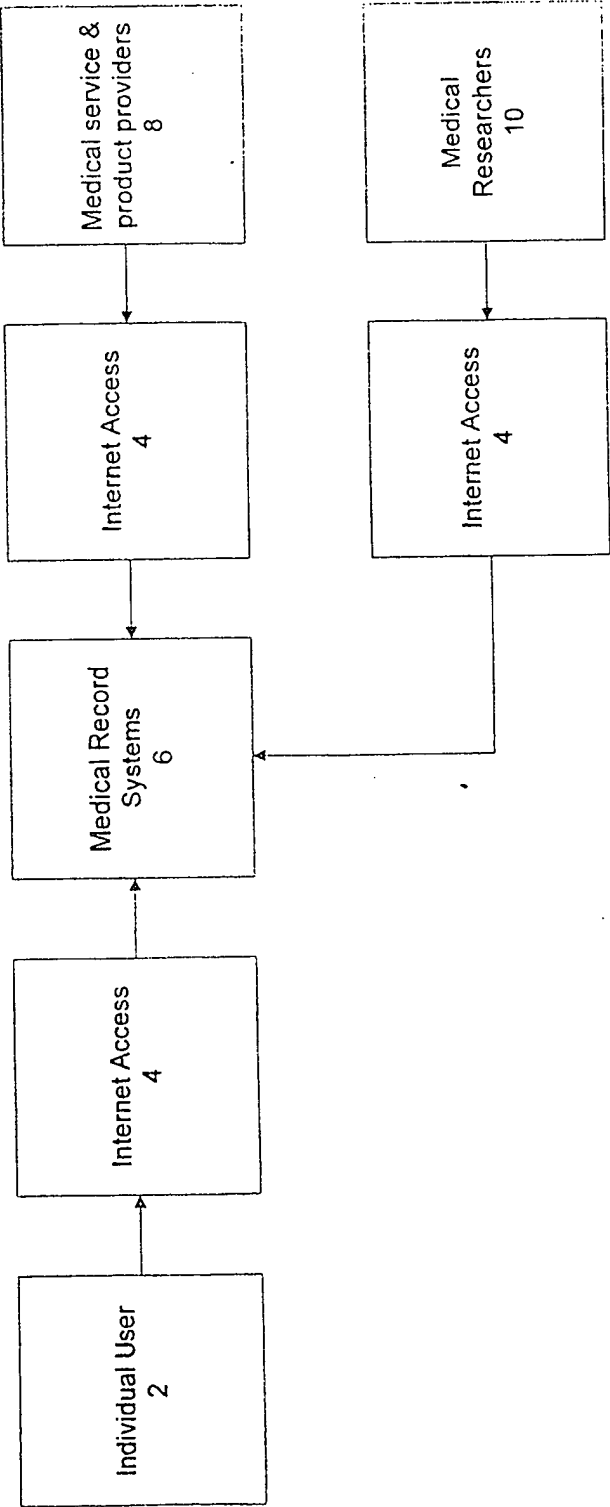 Individual User
2
Internet Access
4
Medical Record
Systems
6
Internet Access
4
Medical service &
product providers
8
Internet Access
4
Medical
Researchers
10